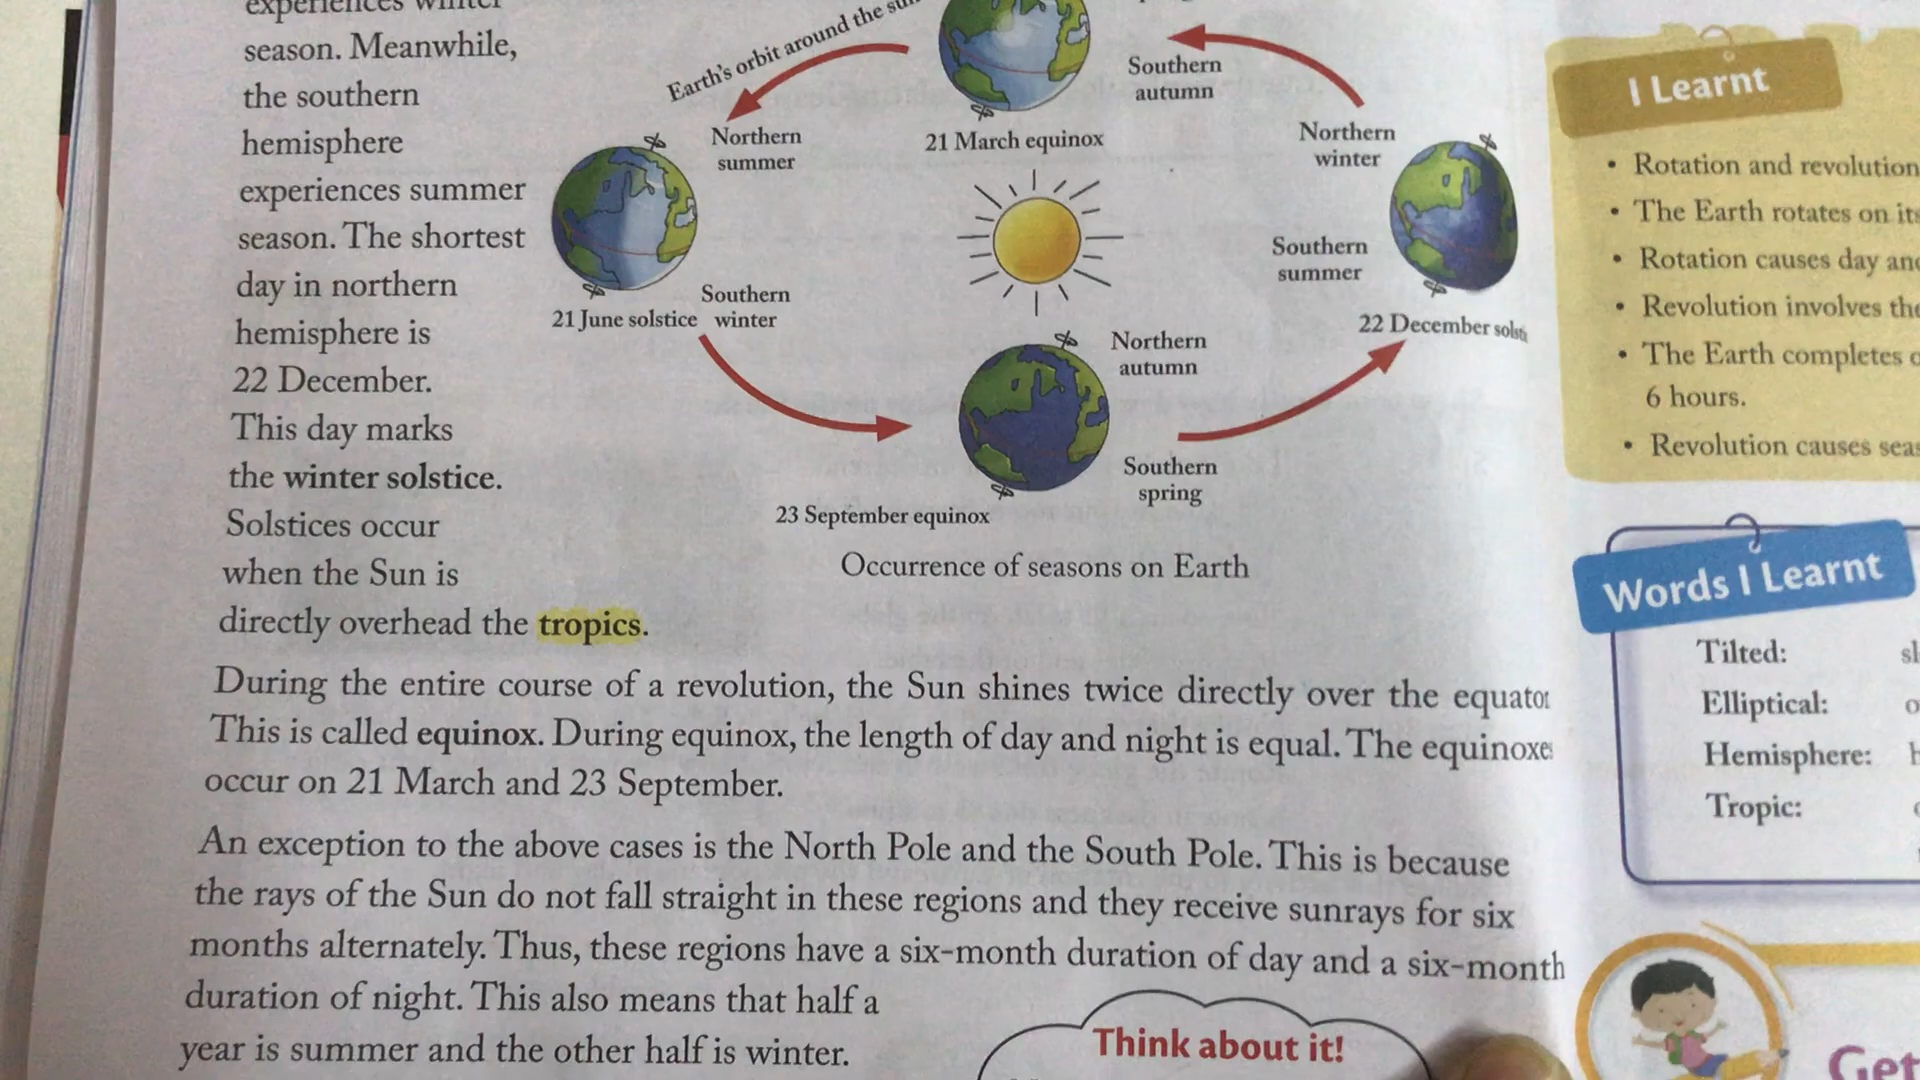 season. Meanwhile,
the southern
hemisphere
experiences summer
season. The shortest
day in northern
hemisphere is
22 December.
This day marks
the winter solstice.
Solstices occur
when the Sun is
directly overhead the tropics.
Earth's orbit around the
Northern
summer
21 June solstice
Southern
winter
21 March equinox
Southern
autumn
Northern
winter
Southern
summer
22 December
Northern
autumn
Southern
spring
23 September equinox
Occurrence of seasons on Earth
During the entire course of a revolution, the Sun shines twice directly over the
This is called equinox. During equinox, the length of day and night is equal. The
occur on 21 March and 23 September.
An exception to the above cases is the North Pole and the South Pole. This is because
the rays of the Sun do not fall straight in these regions and they receive sunrays for six
months alternately. Thus, these regions have a six-month duration of day and a six-month
duration of night. This also means that half a
year is summer and the other half is winter.
Think about it!
I Learnt
• Rotation and revolution
• The Earth rotates on
• Rotation causes day
• Revolution involves
• The Earth completes
6 hours.
• Revolution causes
Words I Learnt
Tilted:
Elliptical:
Hemisphere:
Tropic:
Get